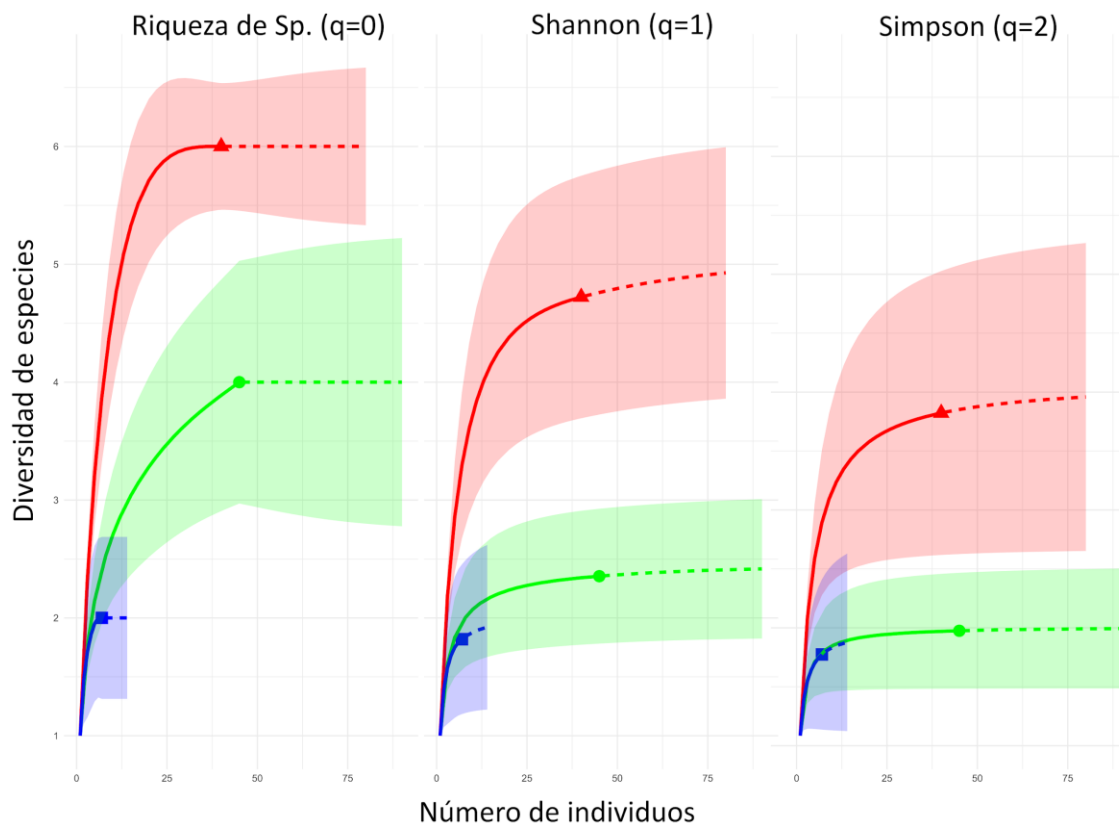 Riqueza de Sp. (q=0) Shannon (q=1) Simpson (q=2)
Diversidad de especies
6
5
4
3
2
1
0 25 50 75 0 25 50 75 0 25 50 75
Número de individuos